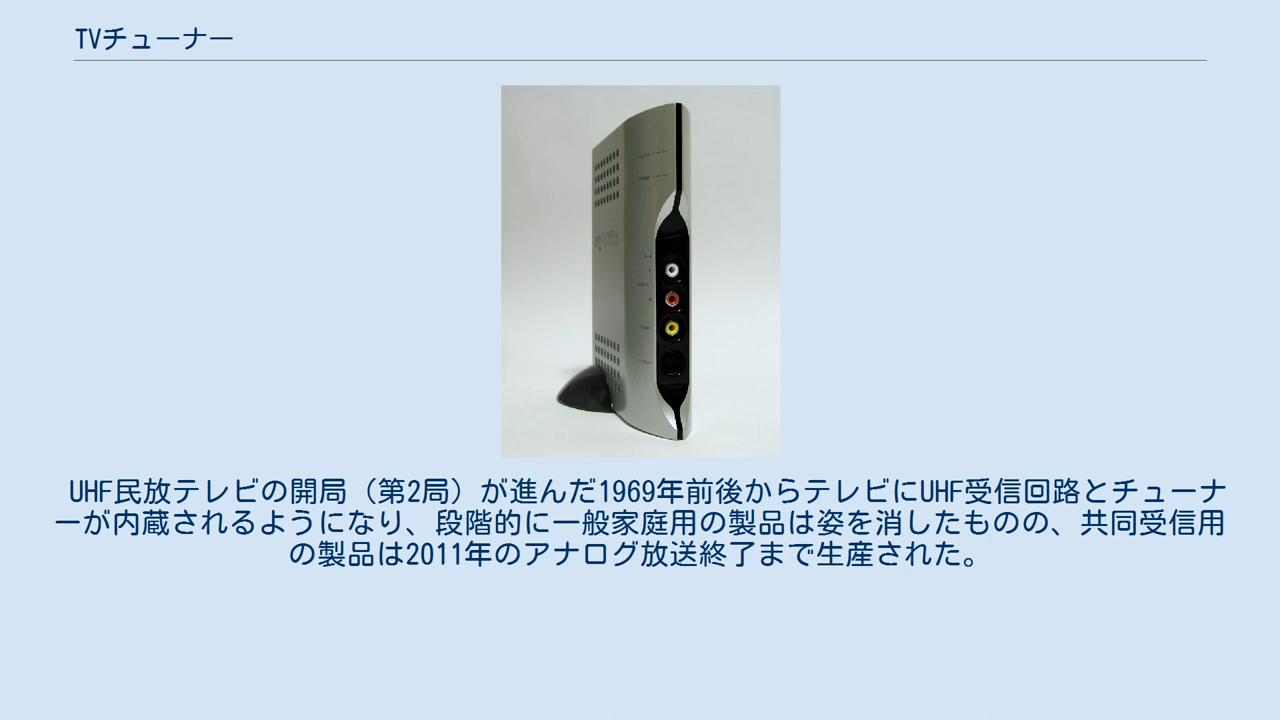 TVチューナー
UHF民放テレビの開局（第2局）が進んだ1969年前後からテレビにUHF受信回路とチューナ
ーが内蔵されるようになり、段階的に一般家庭用の製品は姿を消したものの、共同受信用
の製品は2011年のアナログ放送終了まで生産された。